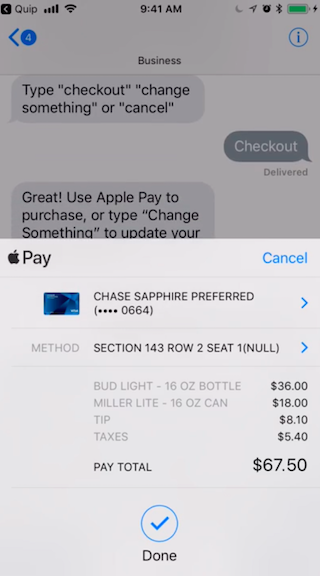 Quip
9:41 AM
4
Business
Type "checkout" "change
something" or "cancel"
Checkout
Delivered
Great! Use Apple Pay to
purchase, or type “Change
Something” to update your
Pay
Cancel
CHASE SAPPHIRE PREFERRED
(•••• 0664)
METHOD SECTION 143 ROW 2 SEAT 1(NULL)
BUD LIGHT - 16 OZ BOTTLE $36.00
MILLER LITE - 16 OZ CAN $18.00
TIP $8.10
TAXES $5.40
PAY TOTAL $67.50
Done